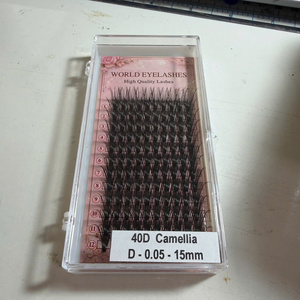 WORLD EYELASHES
High Quality Lashes
40D Camellia
D - 0.05 - 15mm